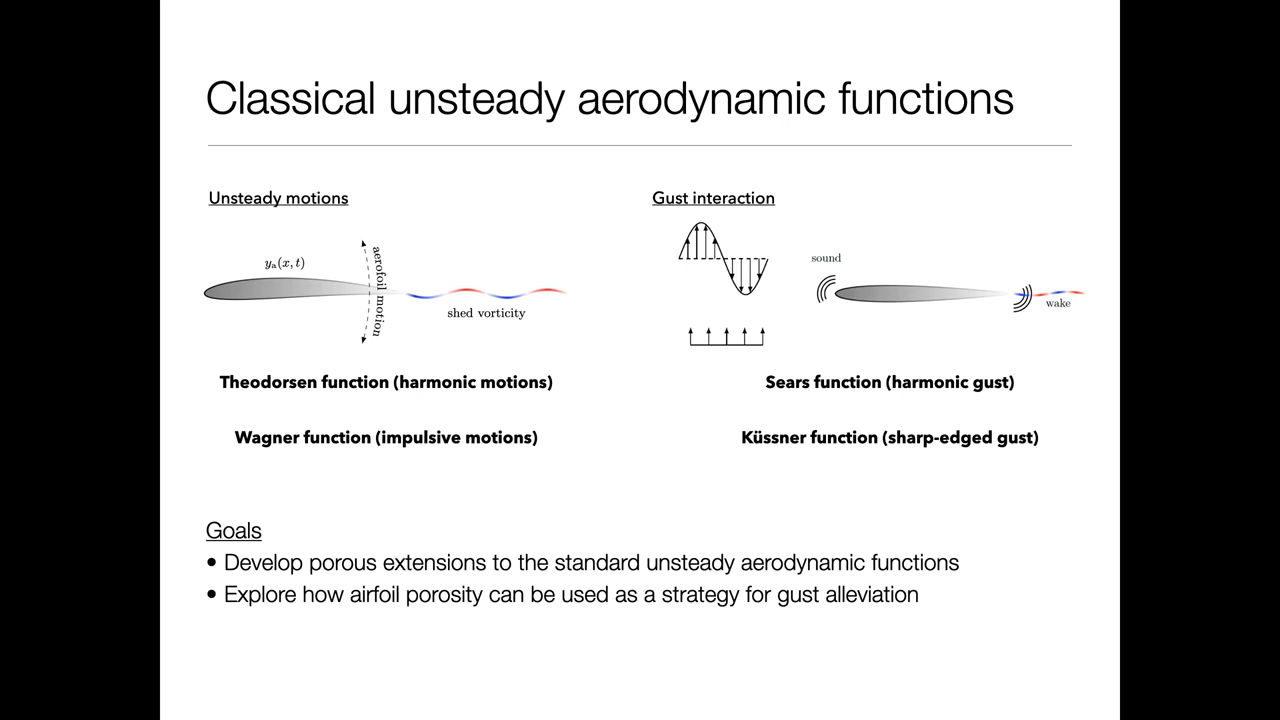 Classical unsteady aerodynamic functions
Unsteady motions
yₐ(x, t)
aerofoil motion
shed vorticity
Theodorsen function (harmonic motions)
Wagner function (impulsive motions)
Gust interaction
sound
wake
Sears function (harmonic gust)
Küssner function (sharp-edged gust)
Goals
• Develop porous extensions to the standard unsteady aerodynamic functions
• Explore how airfoil porosity can be used as a strategy for gust alleviation